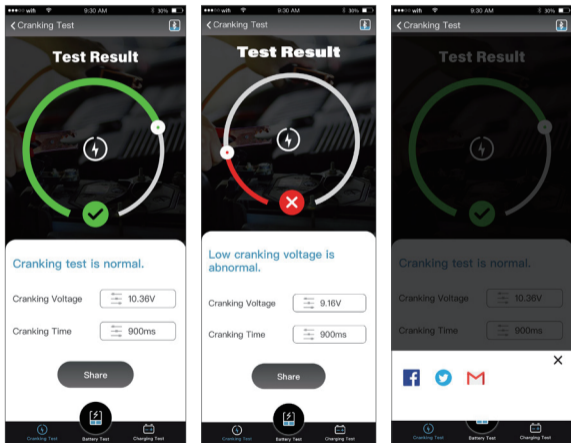 wifi 9:30 AM 30%
Cranking Test
Test Result
Cranking test is normal.
Cranking Voltage 10.36V
Cranking Time 900ms
Share
Cranking Test Battery Test Charging Test
wifi 9:30 AM 30%
Cranking Test
Test Result
Low cranking voltage is
abnormal.
Cranking Voltage 9.16V
Cranking Time 900ms
Share
Cranking Test Battery Test Charging Test
wifi 9:30 AM 30%
Cranking Test
Test Result
Cranking test is normal.
Cranking Voltage 10.36V
Cranking Time 900ms
Cranking Test Battery Test Charging Test